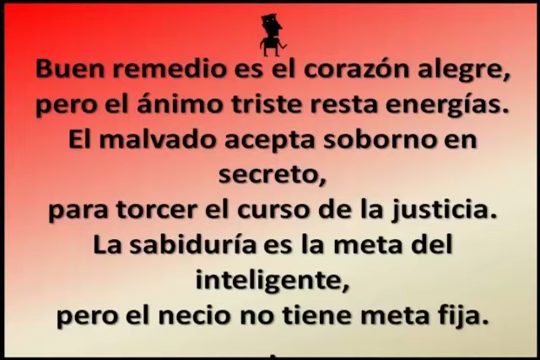 Buen remedio es el corazón alegre,
pero el ánimo triste resta energías.
El malvado acepta soborno en
secreto,
para torcer el curso de la justicia.
La sabiduría es la meta del
inteligente,
pero el necio no tiene meta fija.